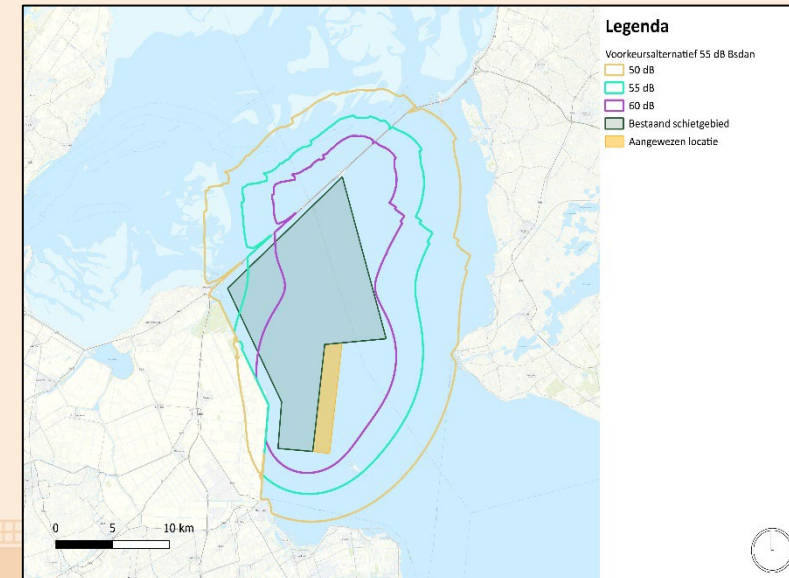 Legenda
Voorkeursalternatief 55 dB Bsdan
50 dB
55 dB
60 dB
Bestaand schietgebied
Aangewezen locatie
0 5 10 km